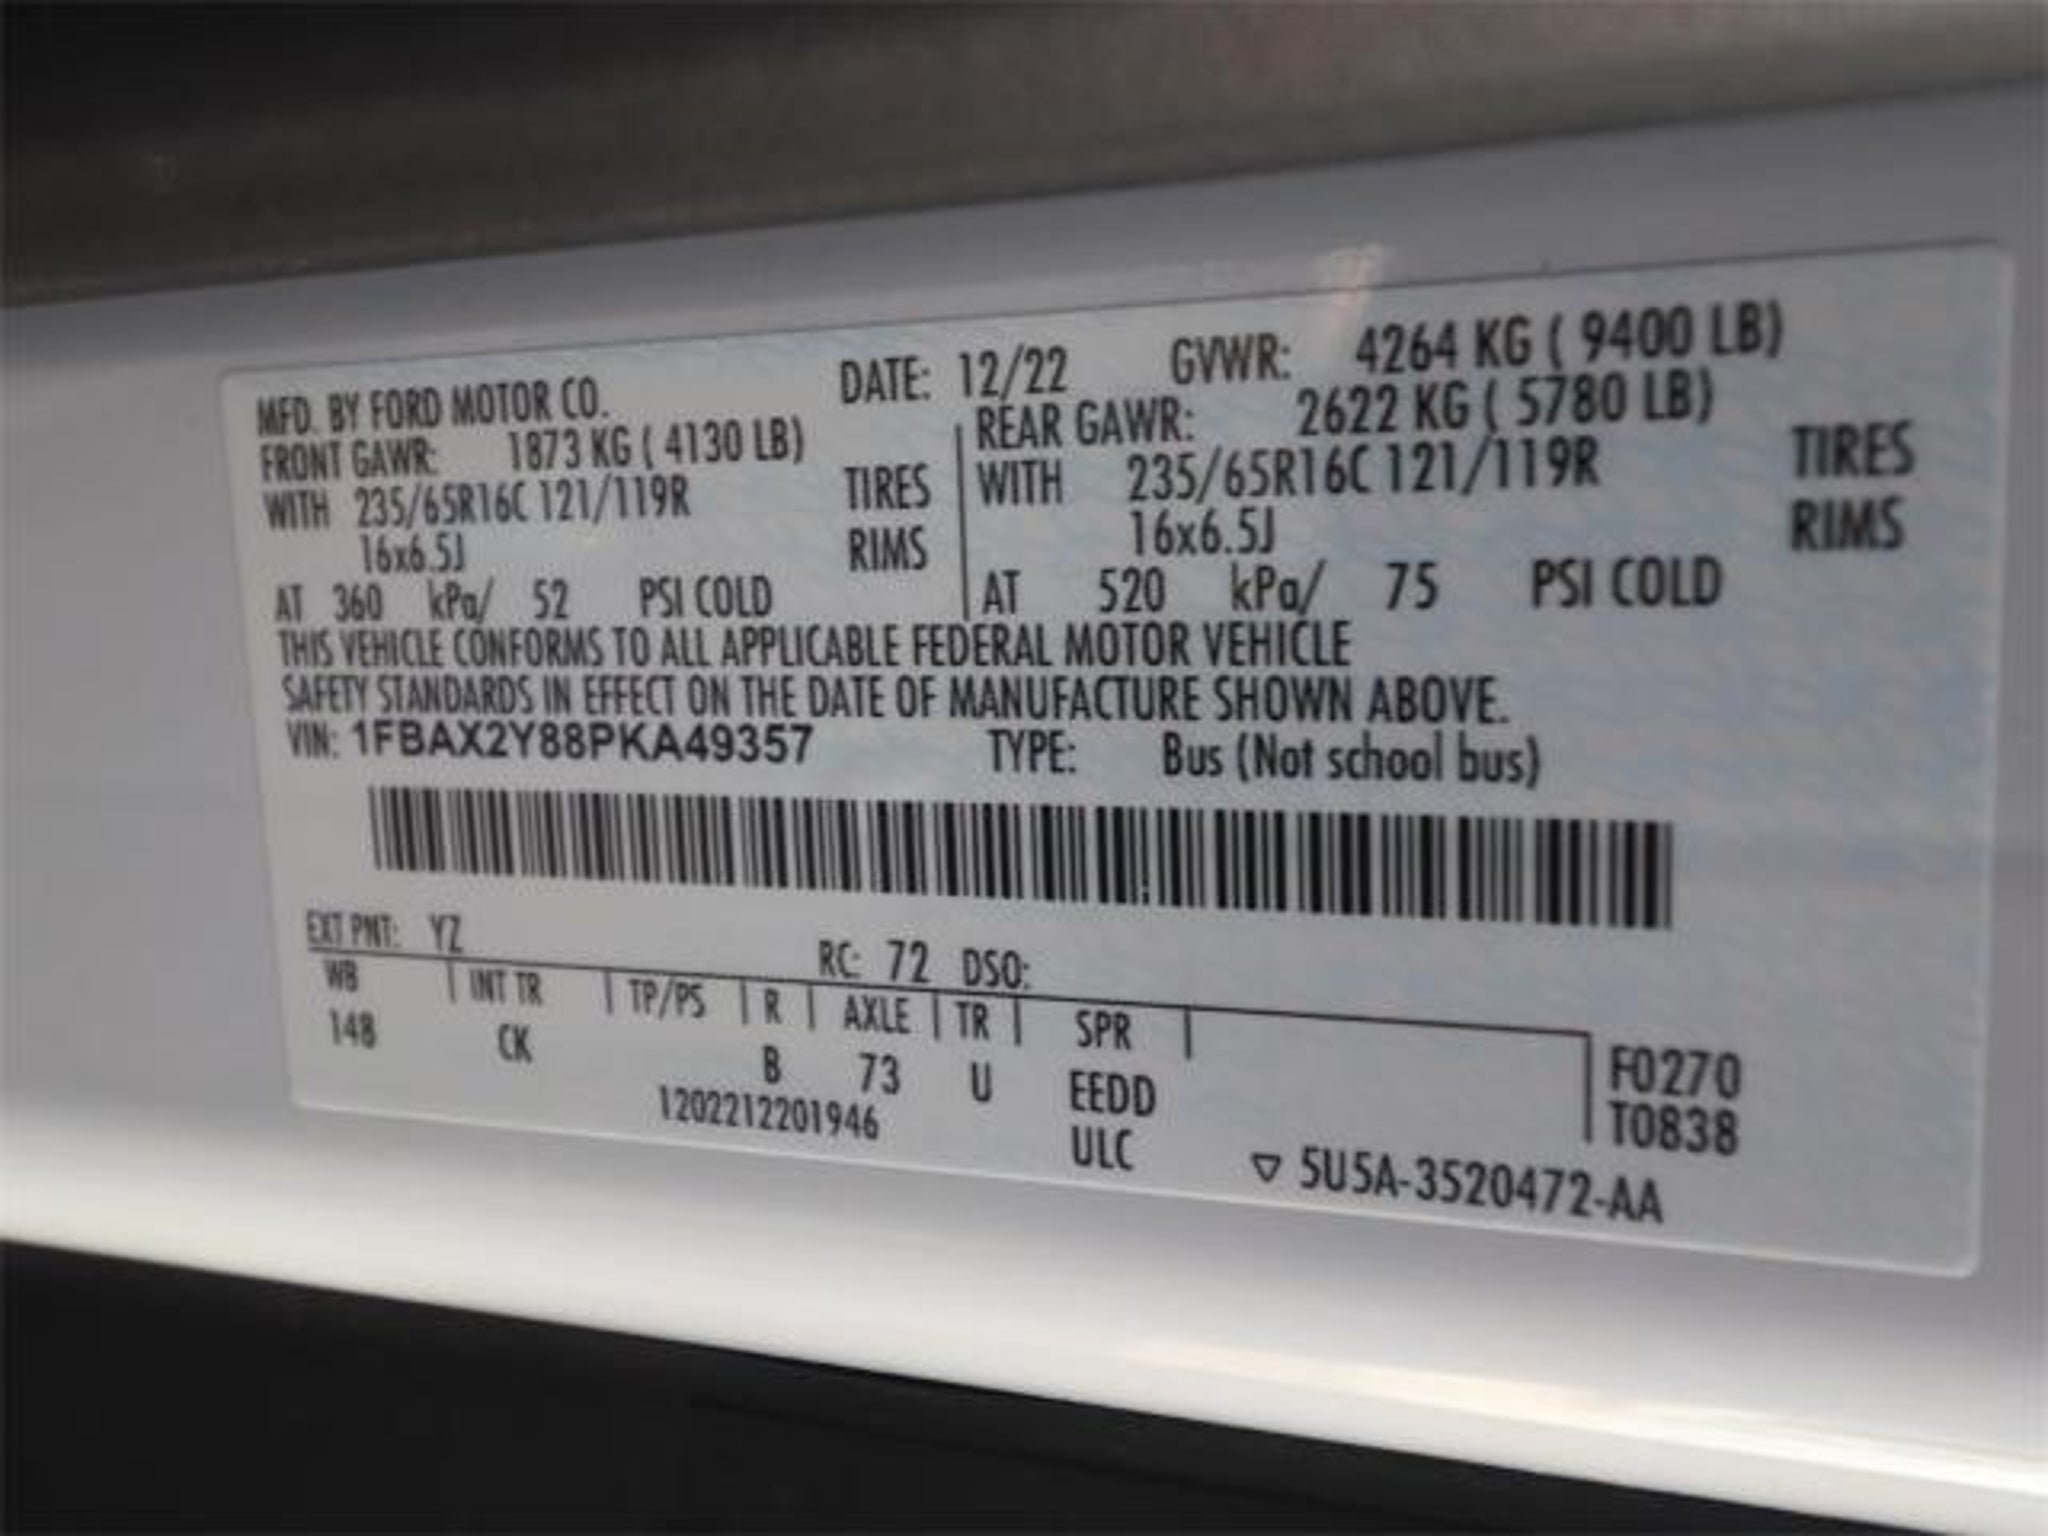 MFD. BY FORD MOTOR CO. DATE: 12/22 GVWR: 4264 KG ( 9400 LB)
FRONT GAWR: 1873 KG ( 4130 LB) REAR GAWR: 2622 KG ( 5780 LB)
WITH 235/65R16C 121/119R TIRES WITH 235/65R16C 121/119R TIRES
16x6.5J RIMS 16x6.5J RIMS
AT 360 kPa/ 52 PSI COLD AT 520 kPa/ 75 PSI COLD
THIS VEHICLE CONFORMS TO ALL APPLICABLE FEDERAL MOTOR VEHICLE
SAFETY STANDARDS IN EFFECT ON THE DATE OF MANUFACTURE SHOWN ABOVE.
VIN: 1FBAX2Y88PKA49357 TYPE: Bus (Not school bus)
EXT PNT: YZ RC: 72 DSO:
WB | INT TR | TP/PS | R | AXLE | TR | SPR |
148 CK B 73 U EEDD F0270
1202212201946 ULC T0838
▽ 5U5A-3520472-AA